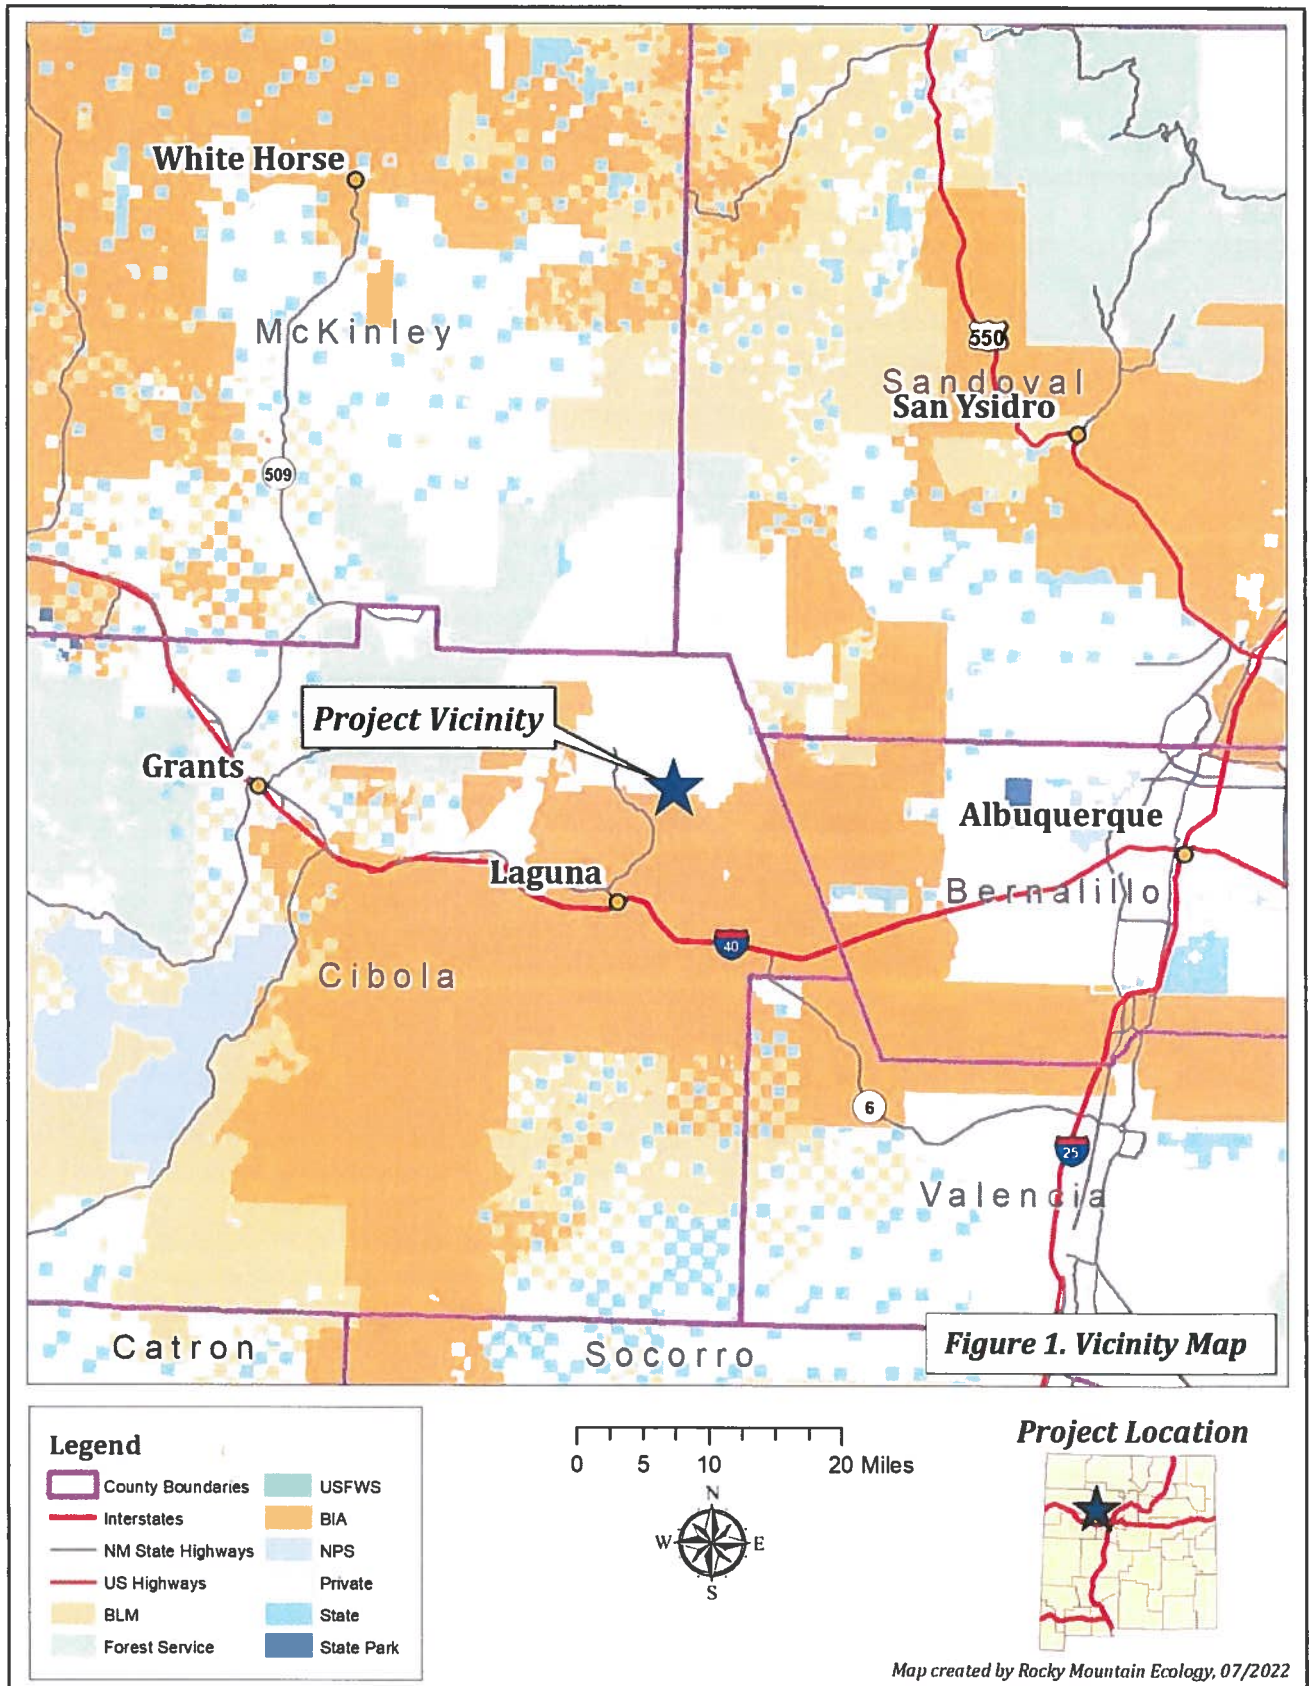 White Horse
McKinley
550
Sandoval
San Ysidro
509
Project Vicinity
Grants
Albuquerque
Laguna
Bernalillo
40
Cibola
6
25
Valencia
Catron
Socorro
Figure 1. Vicinity Map
Legend
County Boundaries
Interstates
NM State Highways
US Highways
BLM
Forest Service
USFWS
BIA
NPS
Private
State
State Park
0 5 10 20 Miles
N
W E
S
Project Location
Map created by Rocky Mountain Ecology, 07/2022